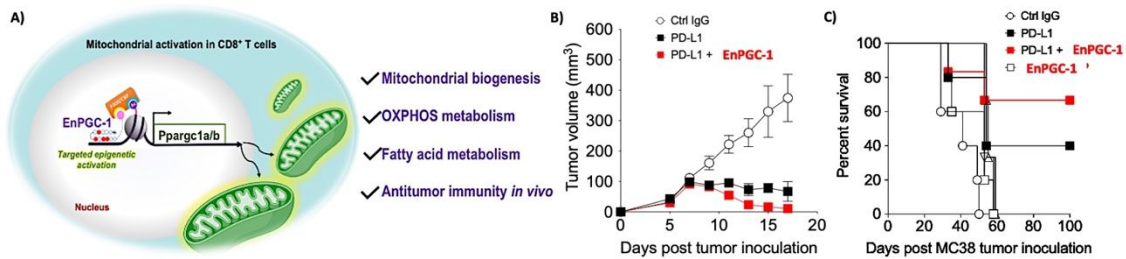 A)
Mitochondrial activation in CD8⁺ T cells
EnPGC-1
Ppargc1a/b
Targeted epigenetic
activation
Nucleus
✓Mitochondrial biogenesis
✓OXPHOS metabolism
✓Fatty acid metabolism
✓Antitumor immunity in vivo
B)
Ctrl IgG
PD-L1
PD-L1 + EnPGC-1
Tumor volume (mm³)
600
500
400
300
200
100
0
0 5 10 15 20
Days post tumor inoculation
C)
Ctrl IgG
PD-L1
PD-L1 + EnPGC-1
EnPGC-1
Percent survival
100
80
60
40
20
0
0 20 40 60 80 100
Days post MC38 tumor inoculation